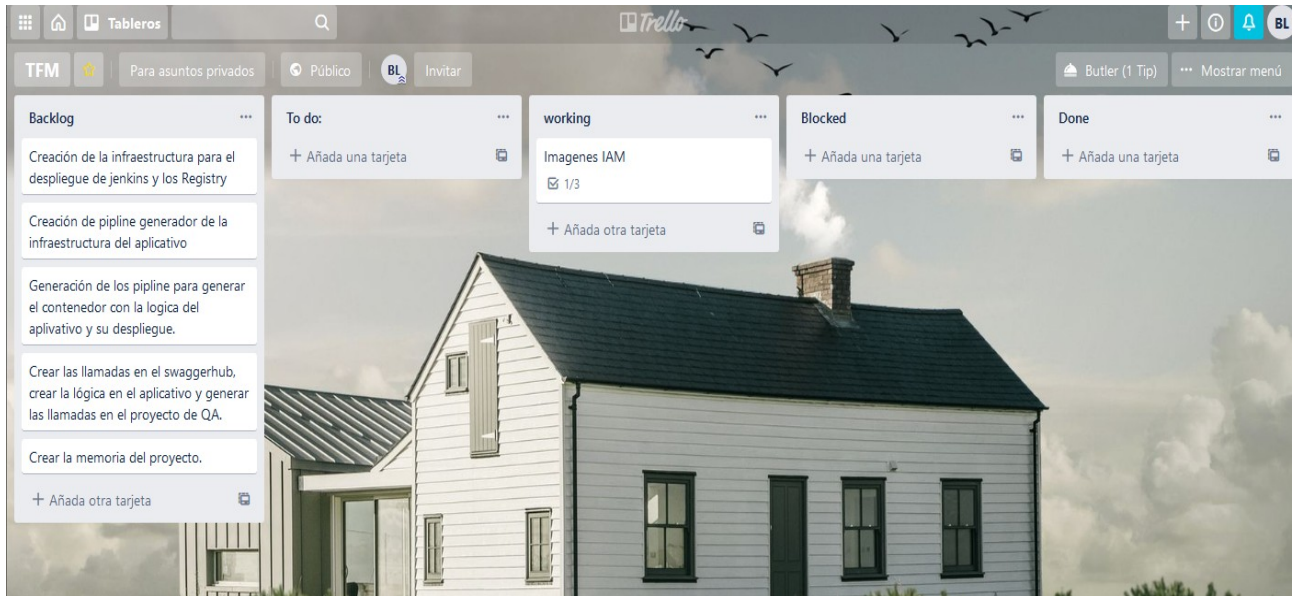 Tableros
Trello
BL
TFM
Para asuntos privados
Público
BL
Invitar
Butler (1 Tip)
··· Mostrar menú
Backlog
Creación de la infraestructura para el
despliegue de jenkins y los Registry
Creación de pipline generador de la
infraestructura del aplicativo
Generación de los pipline para generar
el contenedor con la logica del
aplivativo y su despliegue.
Crear las llamadas en el swaggerhub,
crear la lógica en el aplicativo y generar
las llamadas en el proyecto de QA.
Crear la memoria del proyecto.
+ Añada otra tarjeta
To do:
+ Añada una tarjeta
working
Imagenes IAM
1/3
+ Añada otra tarjeta
Blocked
+ Añada una tarjeta
Done
+ Añada una tarjeta